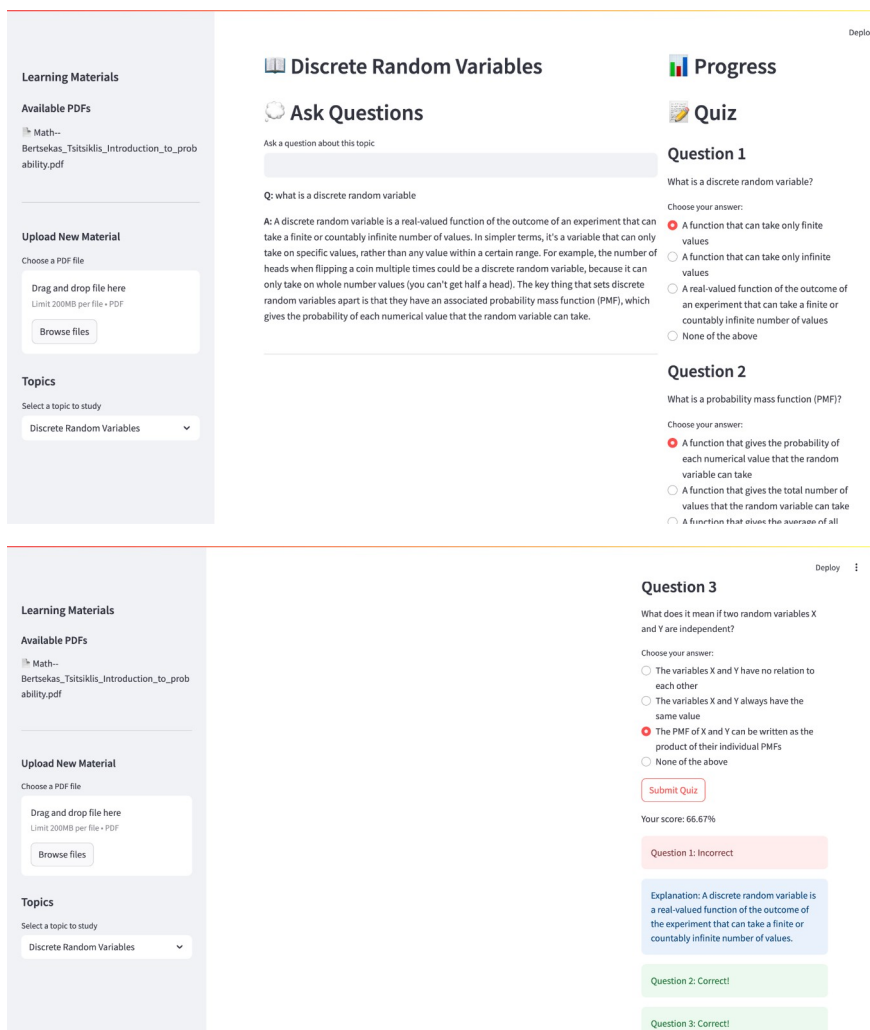 Deplo
Learning Materials
Available PDFs
Math--
Bertsekas_Tsitsiklis_Introduction_to_prob
ability.pdf
Upload New Material
Choose a PDF file
Drag and drop file here
Limit 200MB per file • PDF
Browse files
Topics
Select a topic to study
Discrete Random Variables
Discrete Random Variables
Ask Questions
Ask a question about this topic
Q: what is a discrete random variable
A: A discrete random variable is a real-valued function of the outcome of an experiment that can
take a finite or countably infinite number of values. In simpler terms, it's a variable that can only
take on specific values, rather than any value within a certain range. For example, the number of
heads when flipping a coin multiple times could be a discrete random variable, because it can
only take on whole number values (you can't get half a head). The key thing that sets discrete
random variables apart is that they have an associated probability mass function (PMF), which
gives the probability of each numerical value that the random variable can take.
Progress
Quiz
Question 1
What is a discrete random variable?
Choose your answer:
A function that can take only finite
values
A function that can take only infinite
values
A real-valued function of the outcome of
an experiment that can take a finite or
countably infinite number of values
None of the above
Question 2
What is a probability mass function (PMF)?
Choose your answer:
A function that gives the probability of
each numerical value that the random
variable can take
A function that gives the total number of
values that the random variable can take
A function that gives the average of all
Deploy
Learning Materials
Available PDFs
Math--
Bertsekas_Tsitsiklis_Introduction_to_prob
ability.pdf
Upload New Material
Choose a PDF file
Drag and drop file here
Limit 200MB per file • PDF
Browse files
Topics
Select a topic to study
Discrete Random Variables
Question 3
What does it mean if two random variables X
and Y are independent?
Choose your answer:
The variables X and Y have no relation to
each other
The variables X and Y always have the
same value
The PMF of X and Y can be written as the
product of their individual PMFs
None of the above
Submit Quiz
Your score: 66.67%
Question 1: Incorrect
Explanation: A discrete random variable is
a real-valued function of the outcome of
the experiment that can take a finite or
countably infinite number of values.
Question 2: Correct!
Question 3: Correct!